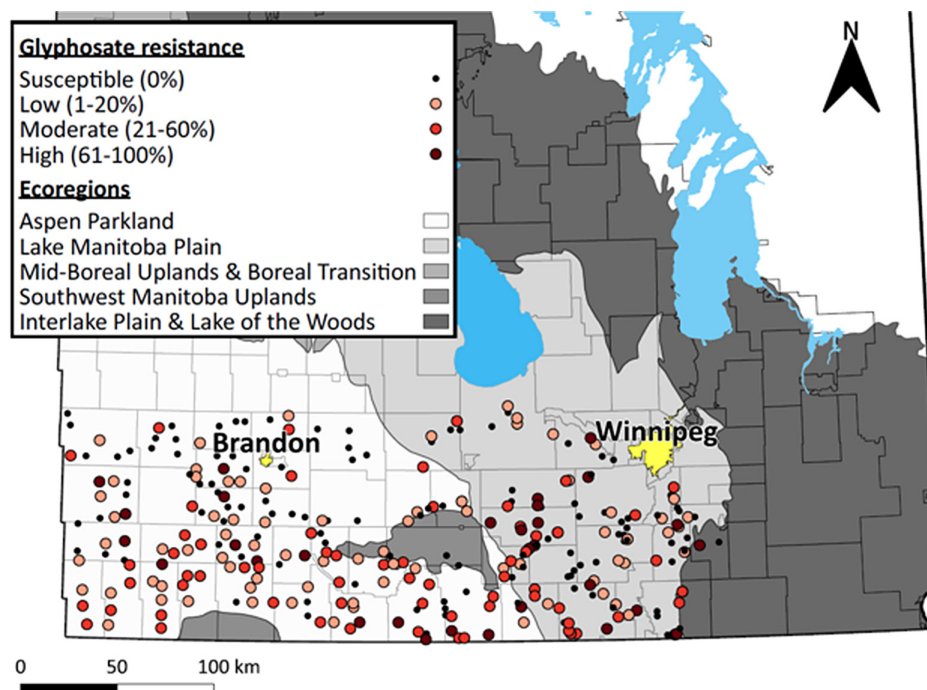 Glyphosate resistance
Susceptible (0%)
Low (1-20%)
Moderate (21-60%)
High (61-100%)
Ecoregions
Aspen Parkland
Lake Manitoba Plain
Mid-Boreal Uplands & Boreal Transition
Southwest Manitoba Uplands
Interlake Plain & Lake of the Woods
N
Brandon
Winnipeg
0 50 100 km